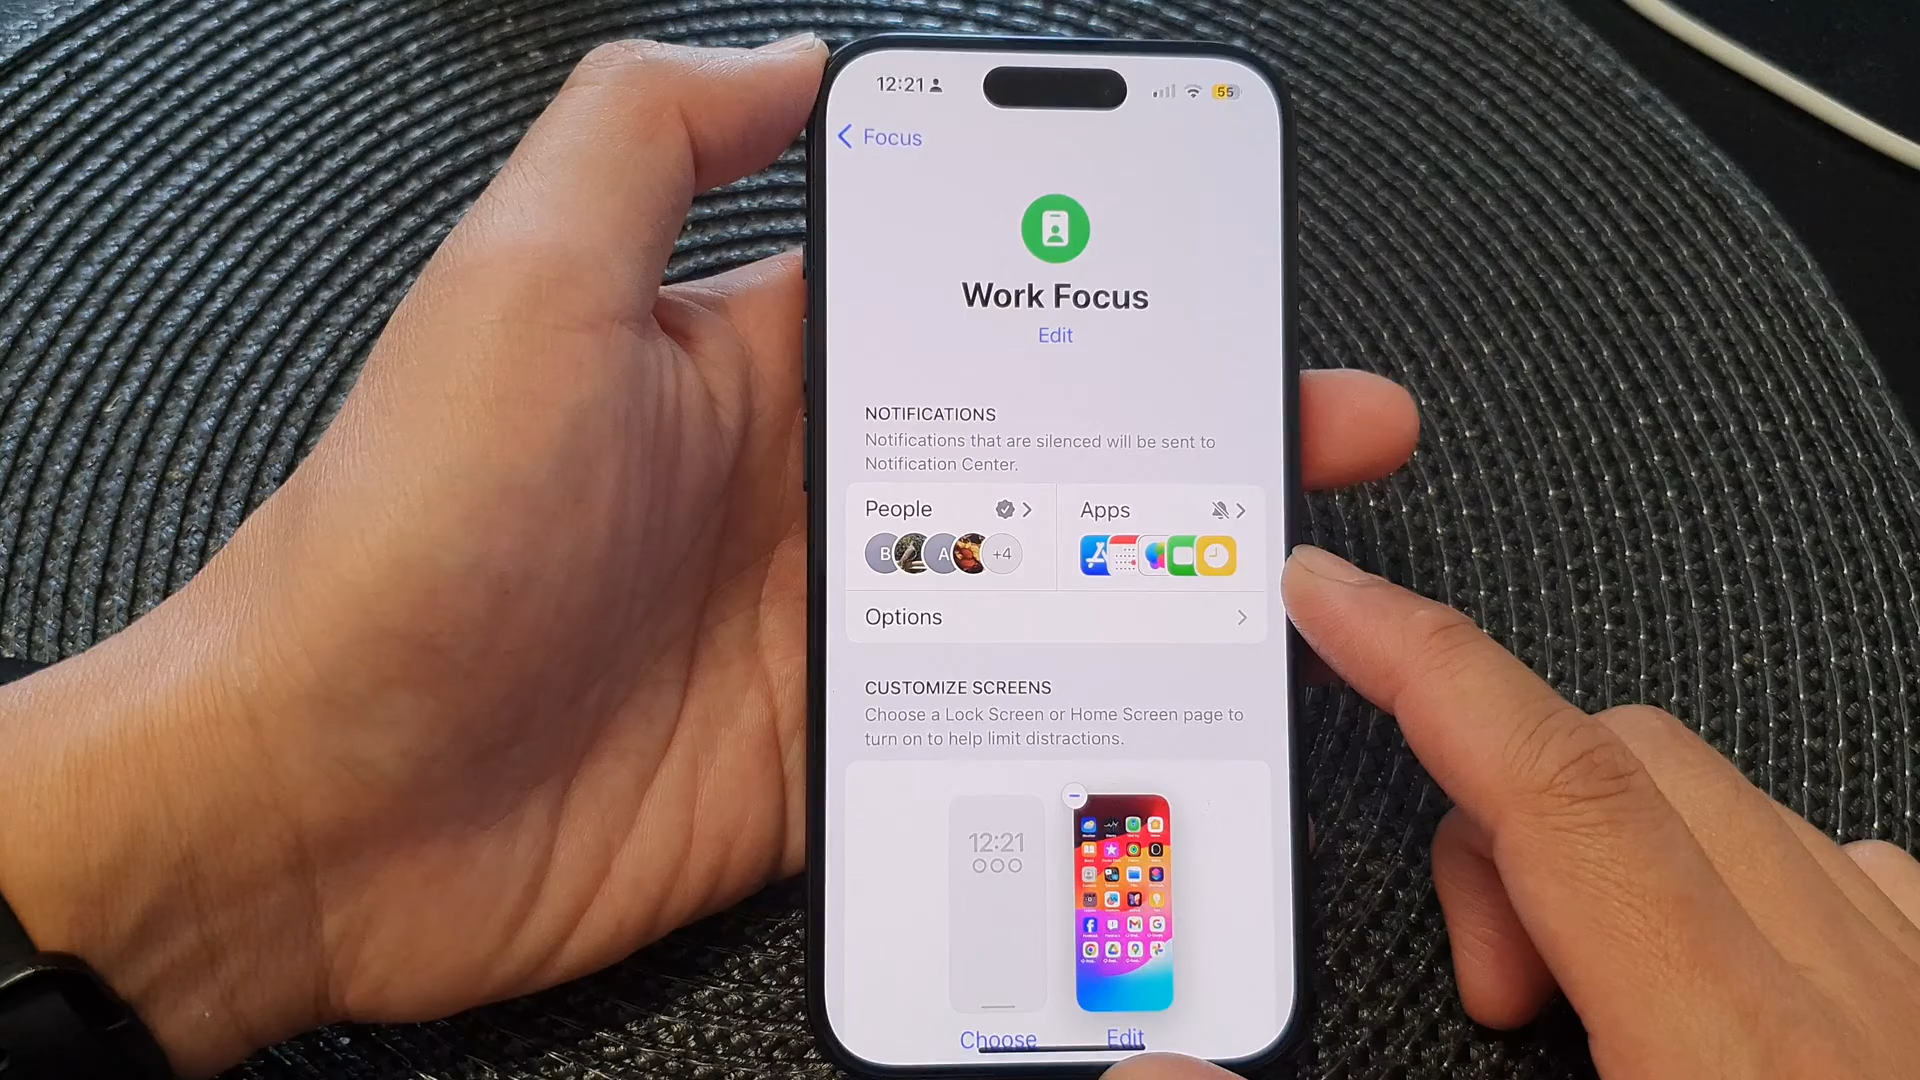 12:21
55
Focus
Work Focus
Edit
NOTIFICATIONS
Notifications that are silenced will be sent to
Notification Center.
People
Apps
B
A
+4
Options
CUSTOMIZE SCREENS
Choose a Lock Screen or Home Screen page to
turn on to help limit distractions.
12:21
Choose
Edit